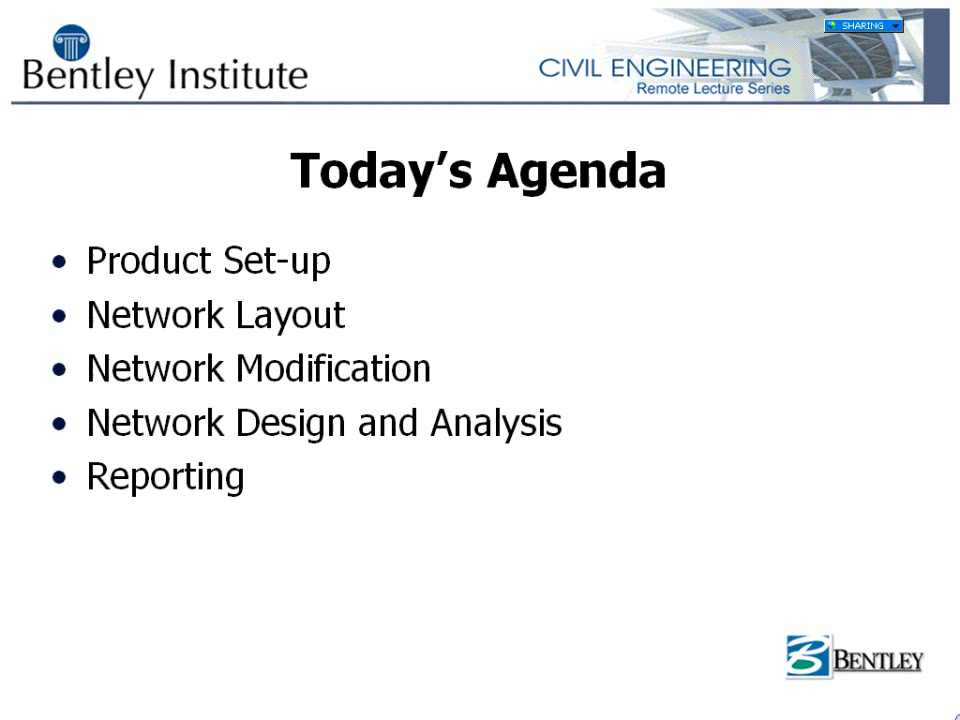 SHARING
Bentley Institute
CIVIL ENGINEERING
Remote Lecture Series
Today's Agenda
• Product Set-up
• Network Layout
• Network Modification
• Network Design and Analysis
• Reporting
BENTLEY